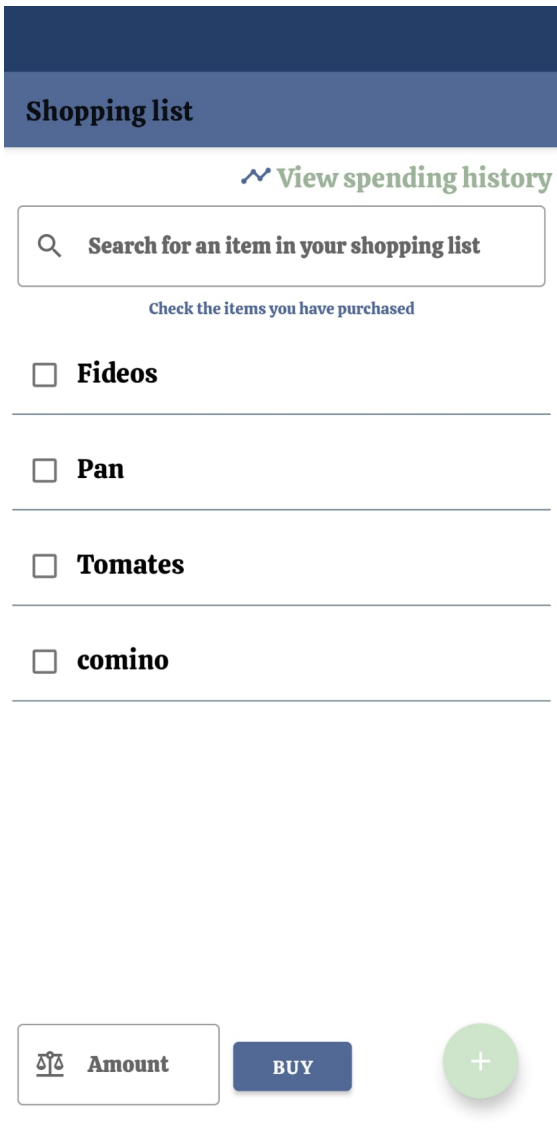 Shopping list
View spending history
Search for an item in your shopping list
Check the items you have purchased
Fideos
Pan
Tomates
comino
Amount
BUY
+